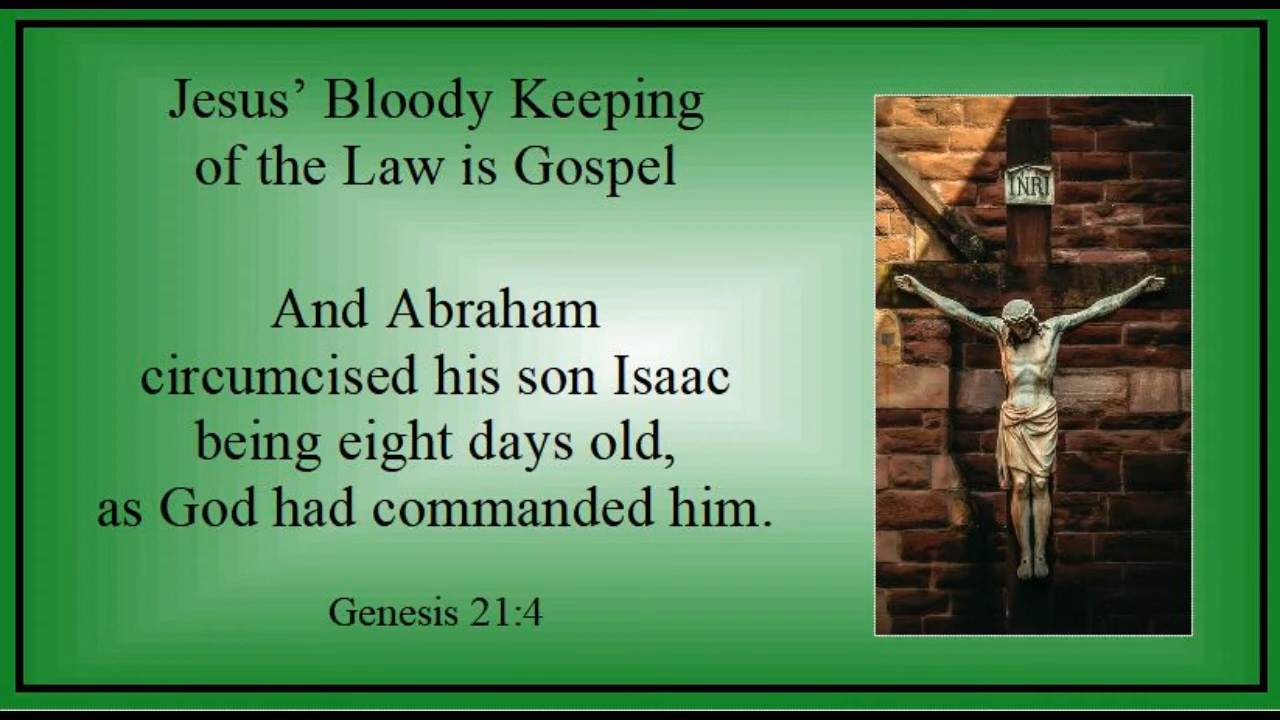 Jesus’ Bloody Keeping
of the Law is Gospel
And Abraham
circumcised his son Isaac
being eight days old,
as God had commanded him.
Genesis 21:4
INRI